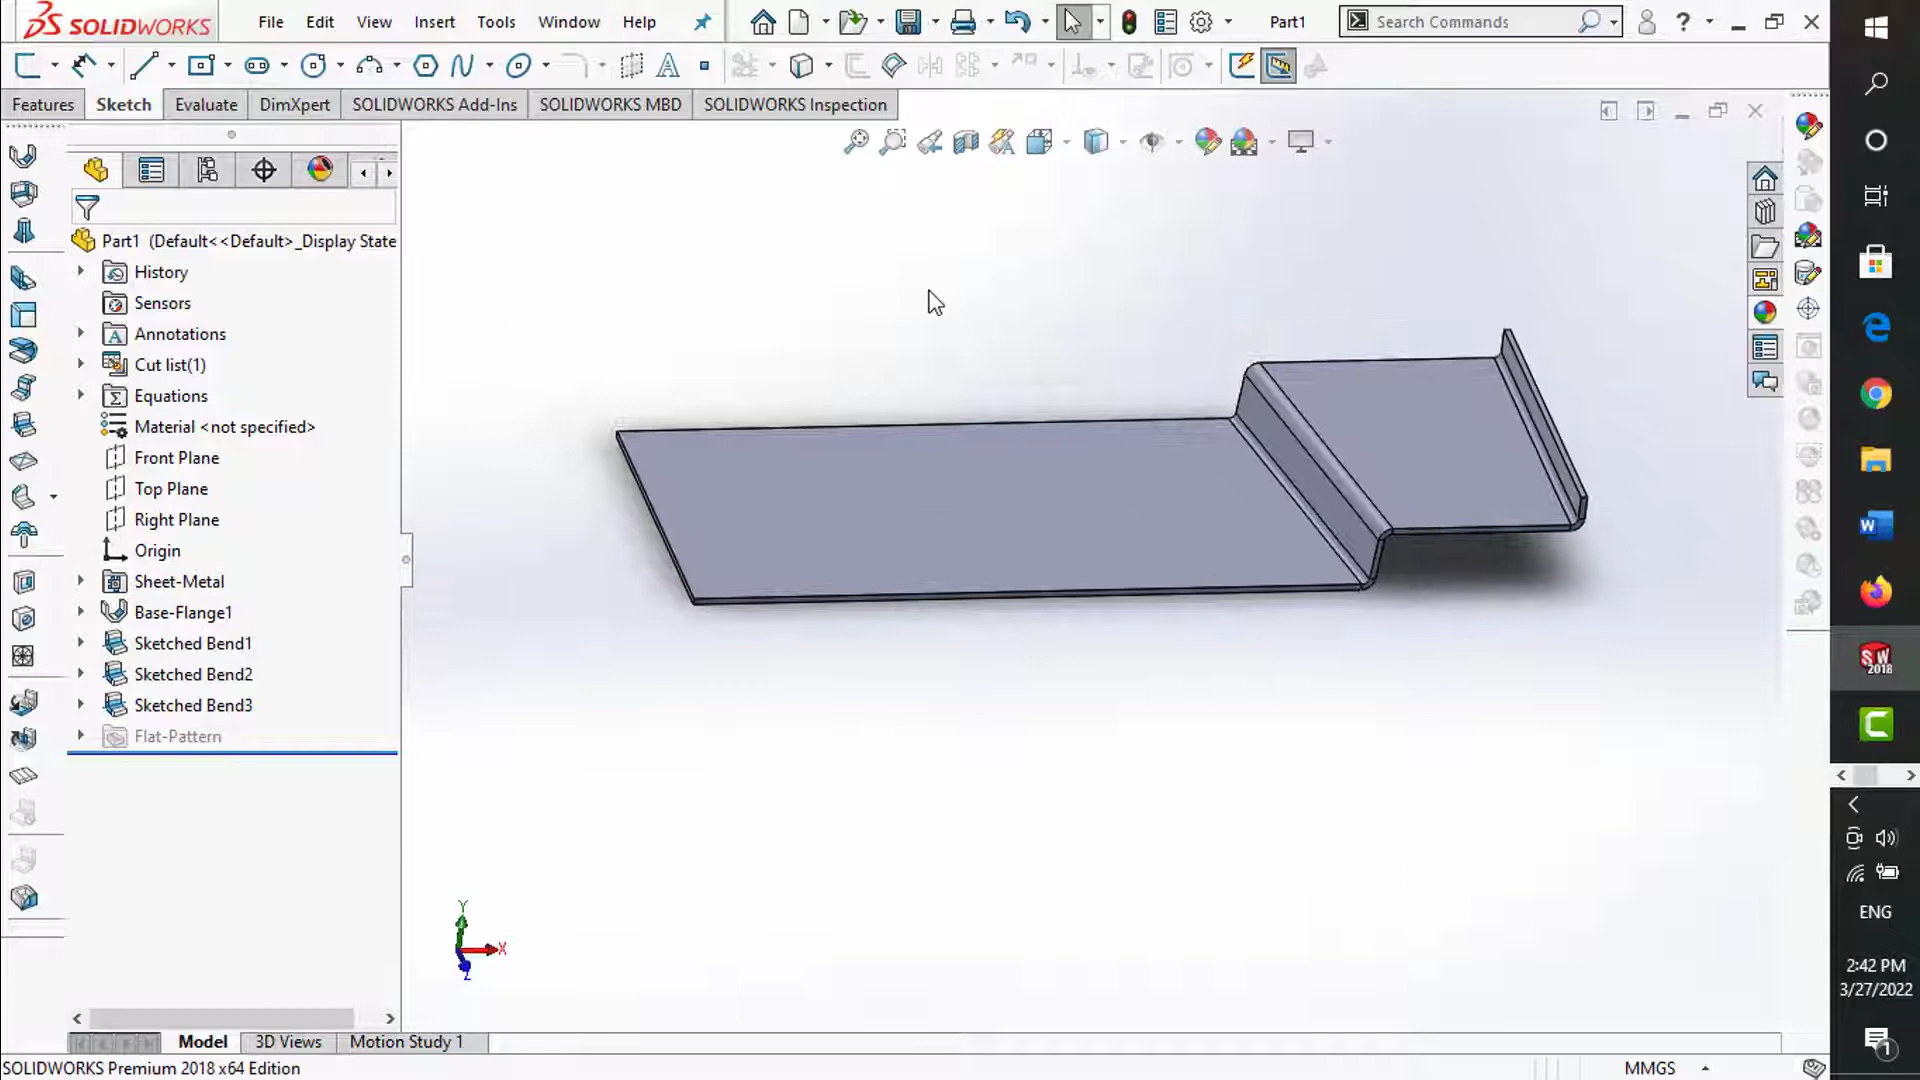 SOLIDWORKS File Edit View Insert Tools Window Help Part1 Search Commands ?
Features Sketch Evaluate DimXpert SOLIDWORKS Add-Ins SOLIDWORKS MBD SOLIDWORKS Inspection
Part1 (Default<<Default>_Display State
History
Sensors
Annotations
Cut list(1)
Equations
Material <not specified>
Front Plane
Top Plane
Right Plane
Origin
Sheet-Metal
Base-Flange1
Sketched Bend1
Sketched Bend2
Sketched Bend3
Flat-Pattern
Y
X
Z
Model 3D Views Motion Study 1
SOLIDWORKS Premium 2018 x64 Edition MMGS
SW
2018
ENG
2:42 PM
3/27/2022
1